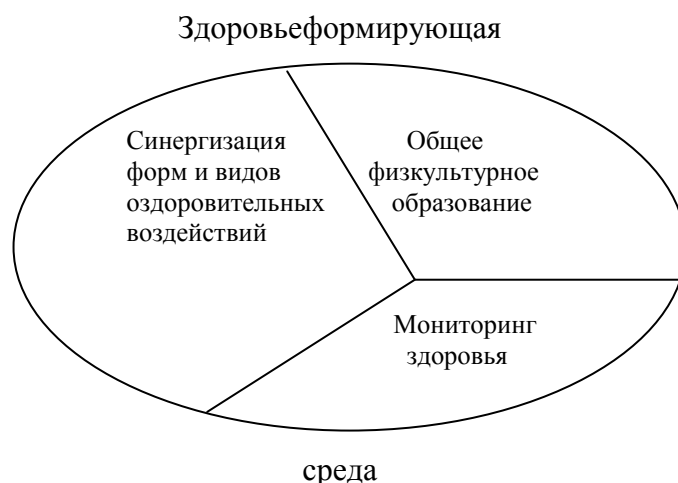 Здоровьеформирующая
Синергизация
форм и видов
оздоровительных
воздействий
Общее
физкультурное
образование
Мониторинг
здоровья
среда